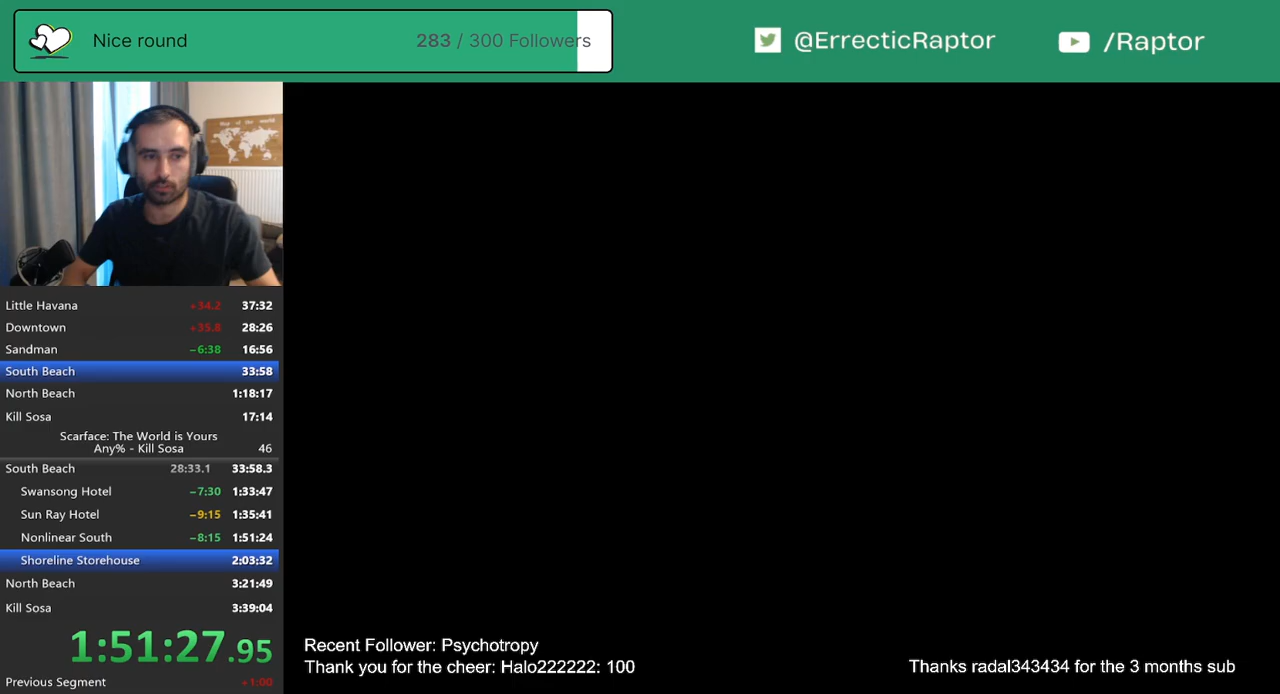 Nice round 283 / 300 Followers
@ErrecticRaptor
/Raptor
Map of the world
Little Havana +34.2 37:32
Downtown +35.8 28:26
Sandman −6:38 16:56
South Beach 33:58
North Beach 1:18:17
Kill Sosa 17:14
Scarface: The World is Yours
Any% - Kill Sosa 46
South Beach 28:33.1 33:58.3
Swansong Hotel −7:30 1:33:47
Sun Ray Hotel −9:15 1:35:41
Nonlinear South −8:15 1:51:24
Shoreline Storehouse 2:03:32
North Beach 3:21:49
Kill Sosa 3:39:04
1:51:27.95
Previous Segment +1:00
Recent Follower: Psychotropy
Thank you for the cheer: Halo222222: 100
Thanks radal343434 for the 3 months sub